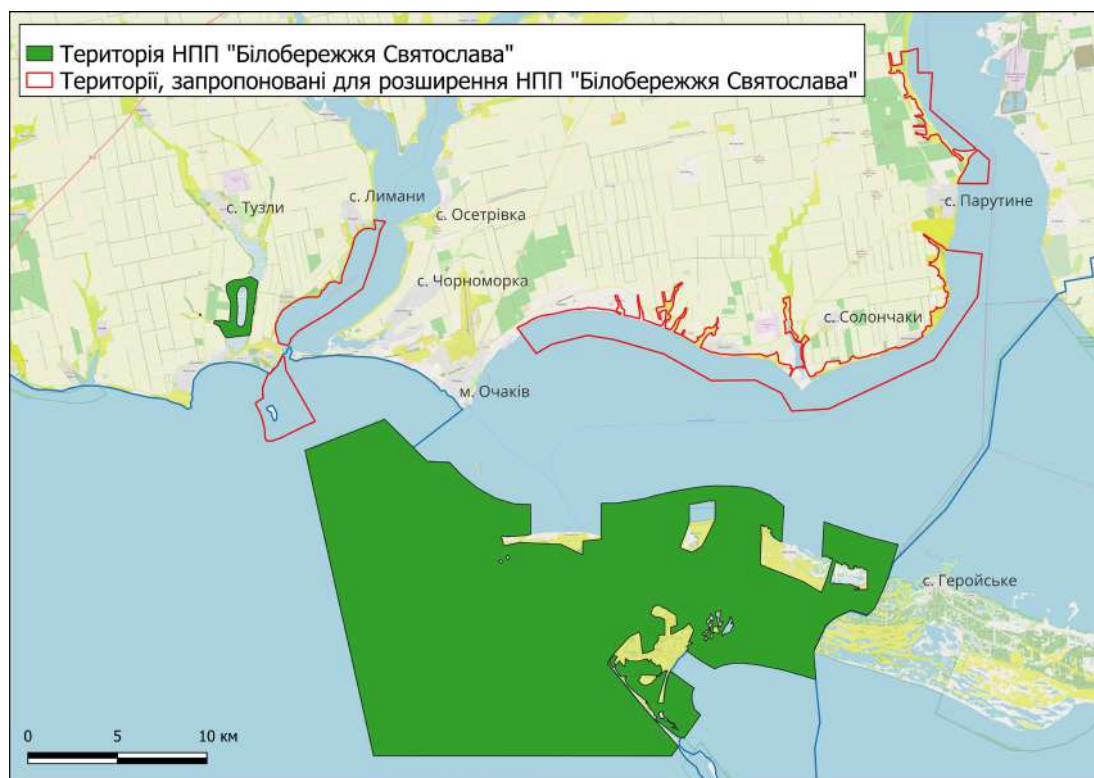 Територія НПП "Білобережжя Святослава"
Території, запропоновані для розширення НПП "Білобережжя Святослава"
с. Лимани
с. Тузли
с. Осетрівка
с. Парутине
с. Чорноморка
с. Солончаки
м. Очаків
с. Геройське
0 5 10 км